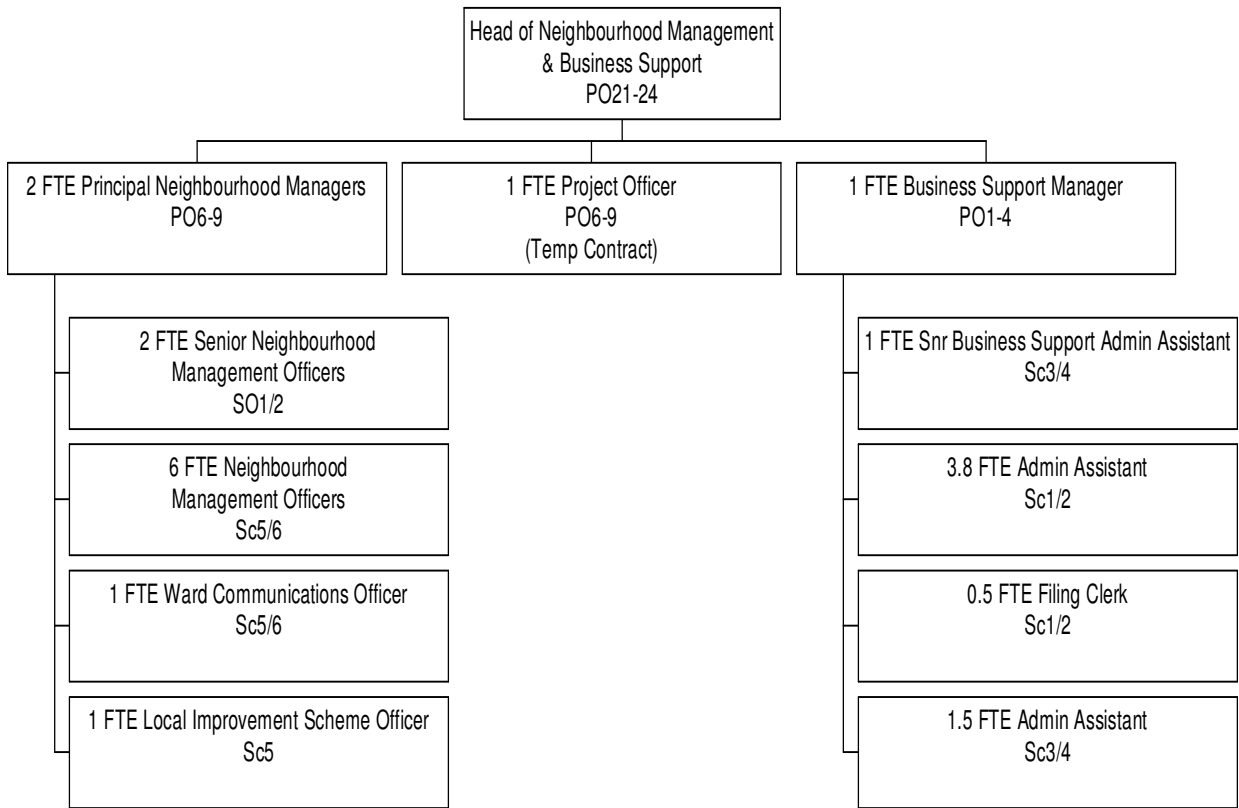 Head of Neighbourhood Management
& Business Support
PO21-24
2 FTE Principal Neighbourhood Managers
PO6-9
1 FTE Project Officer
PO6-9
(Temp Contract)
1 FTE Business Support Manager
PO1-4
2 FTE Senior Neighbourhood
Management Officers
SO1/2
6 FTE Neighbourhood
Management Officers
Sc5/6
1 FTE Ward Communications Officer
Sc5/6
1 FTE Local Improvement Scheme Officer
Sc5
1 FTE Snr Business Support Admin Assistant
Sc3/4
3.8 FTE Admin Assistant
Sc1/2
0.5 FTE Filing Clerk
Sc1/2
1.5 FTE Admin Assistant
Sc3/4